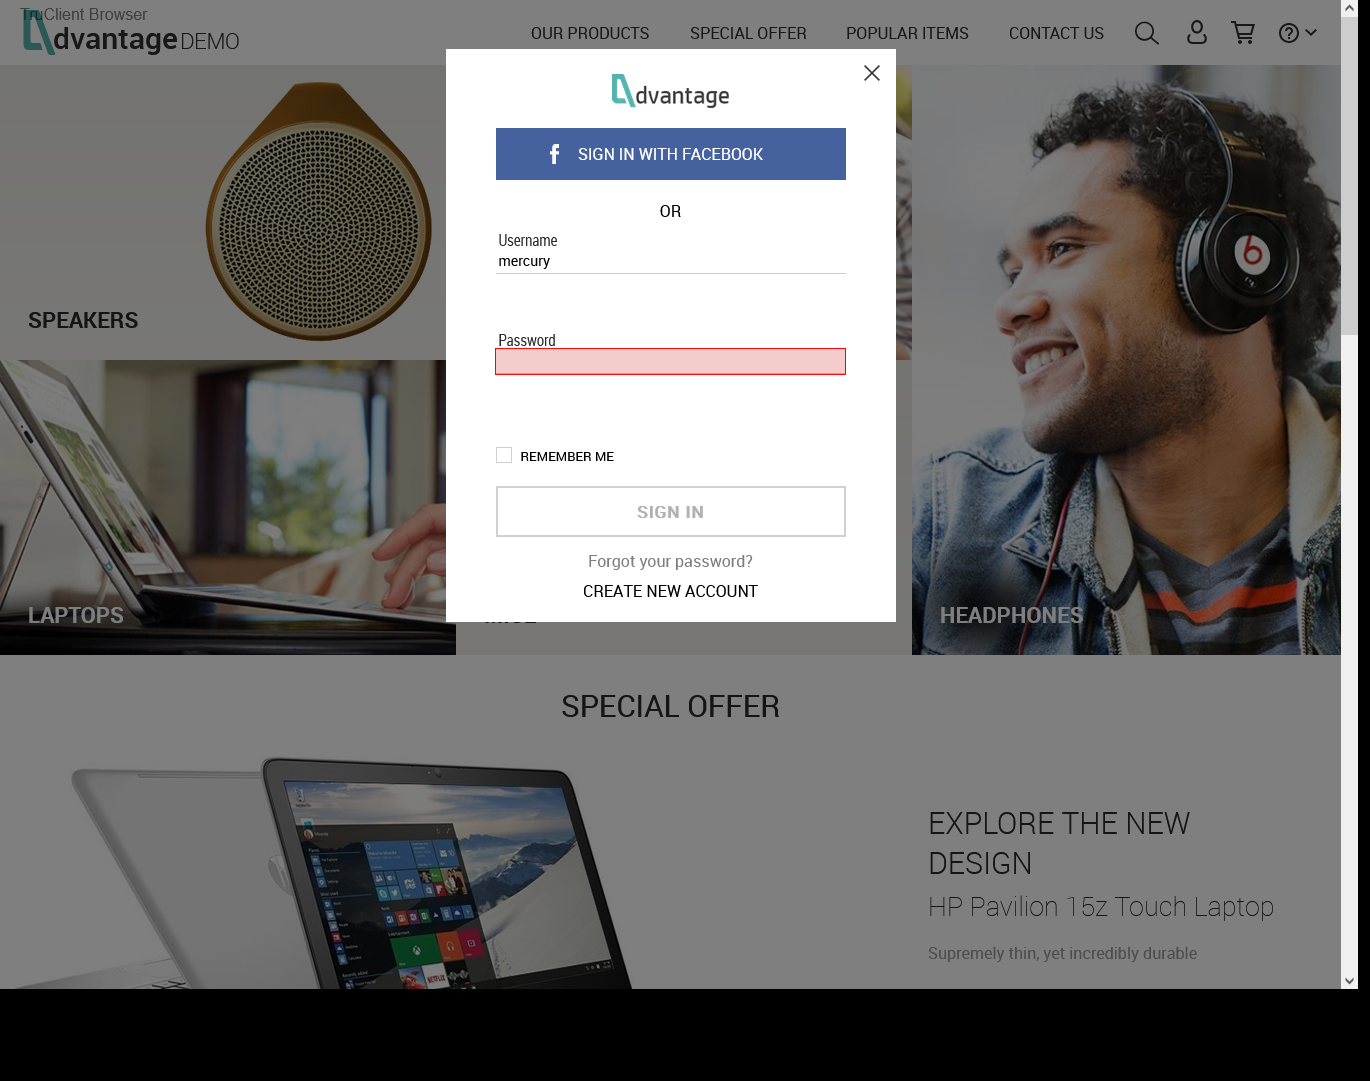 TruClient Browser
dvantage DEMO
OUR PRODUCTS
SPECIAL OFFER
POPULAR ITEMS
CONTACT US
dvantage
SIGN IN WITH FACEBOOK
OR
Username
mercury
Password
REMEMBER ME
SIGN IN
Forgot your password?
CREATE NEW ACCOUNT
SPEAKERS
LAPTOPS
HEADPHONES
SPECIAL OFFER
EXPLORE THE NEW
DESIGN
HP Pavilion 15z Touch Laptop
Supremely thin, yet incredibly durable
NETFLIX